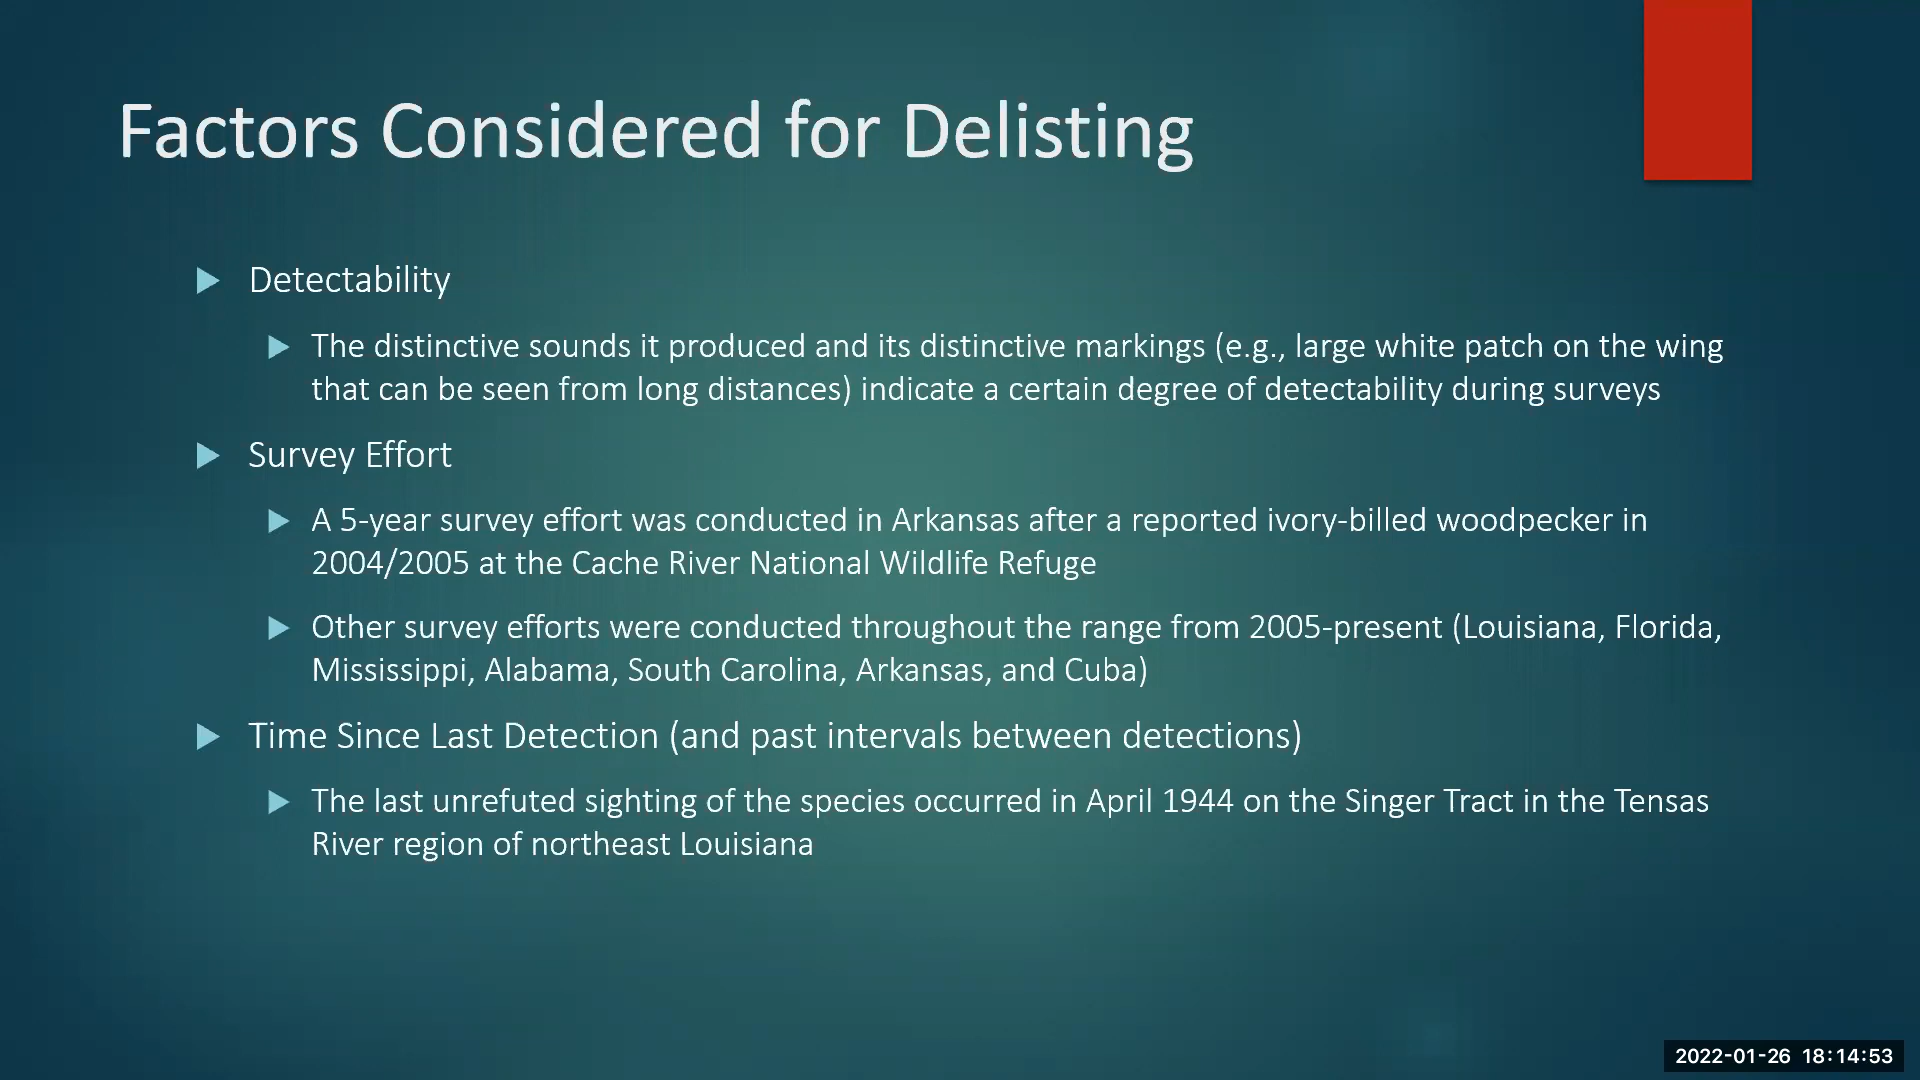 Factors Considered for Delisting
Detectability
The distinctive sounds it produced and its distinctive markings (e.g., large white patch on the wing
that can be seen from long distances) indicate a certain degree of detectability during surveys
Survey Effort
A 5-year survey effort was conducted in Arkansas after a reported ivory-billed woodpecker in
2004/2005 at the Cache River National Wildlife Refuge
Other survey efforts were conducted throughout the range from 2005-present (Louisiana, Florida,
Mississippi, Alabama, South Carolina, Arkansas, and Cuba)
Time Since Last Detection (and past intervals between detections)
The last unrefuted sighting of the species occurred in April 1944 on the Singer Tract in the Tensas
River region of northeast Louisiana
2022-01-26 18:14:53